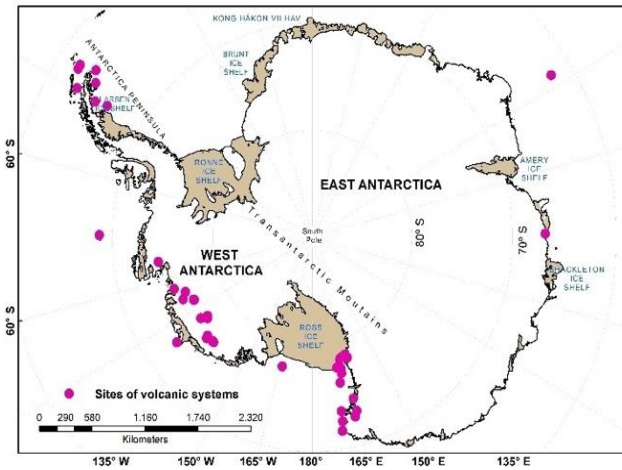 KONG HÅKON VII HAV
BRUNT
ICE
SHELF
ANTARCTICA PENINSULA
LARSEN
SHELF
60° S
RONNE
ICE
SHELF
EAST ANTARCTICA
AMERY
ICE
SHELF
Transantarctic Moutains
South
Pole
80° S
70° S
WEST
ANTARCTICA
SHACKLETON
ICE
SHELF
60° S
ROSS
ICE
SHELF
Sites of volcanic systems
0 290 580 1.160 1.740 2.320
Kilometers
135° W 150° W 180° W 165° E 150° E 135° E